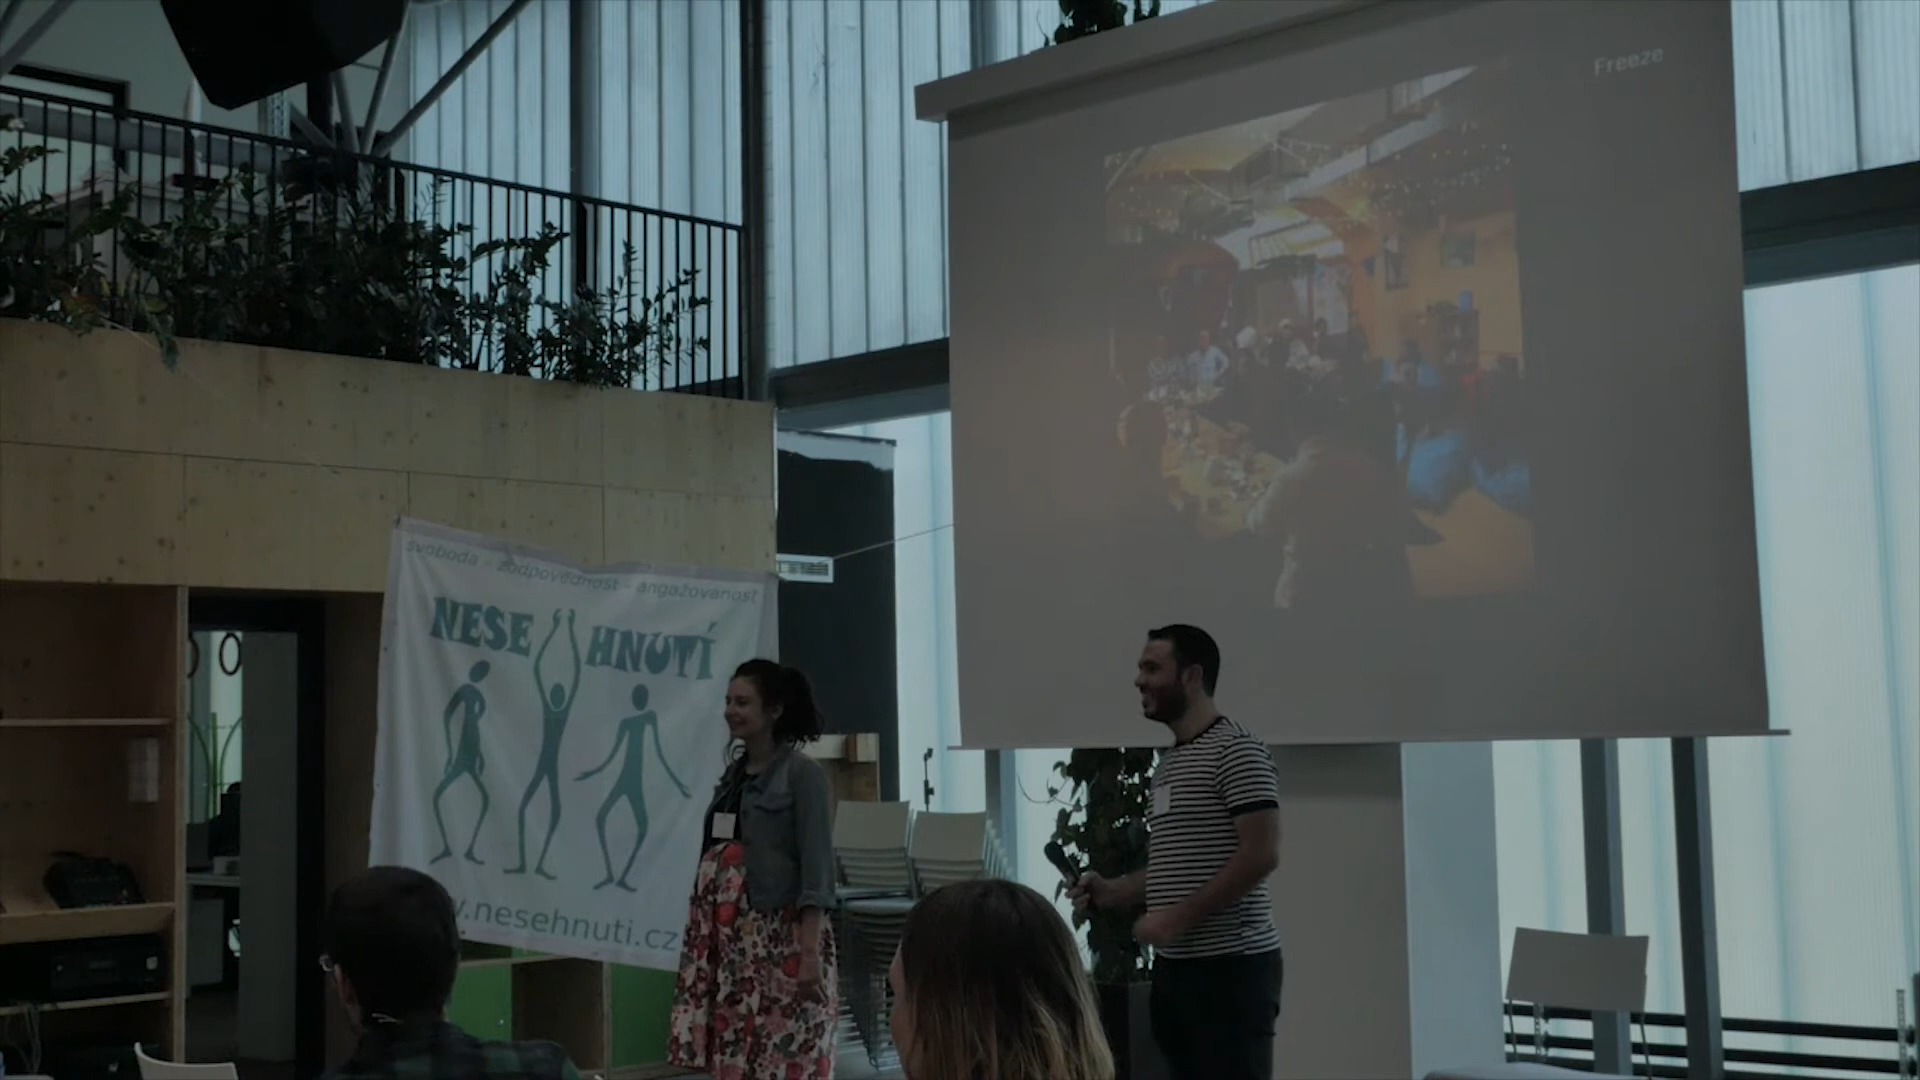 Freeze
svoboda - zodpovědnost - angažovanost
NESE HNUTÍ
w.nesehnuti.cz